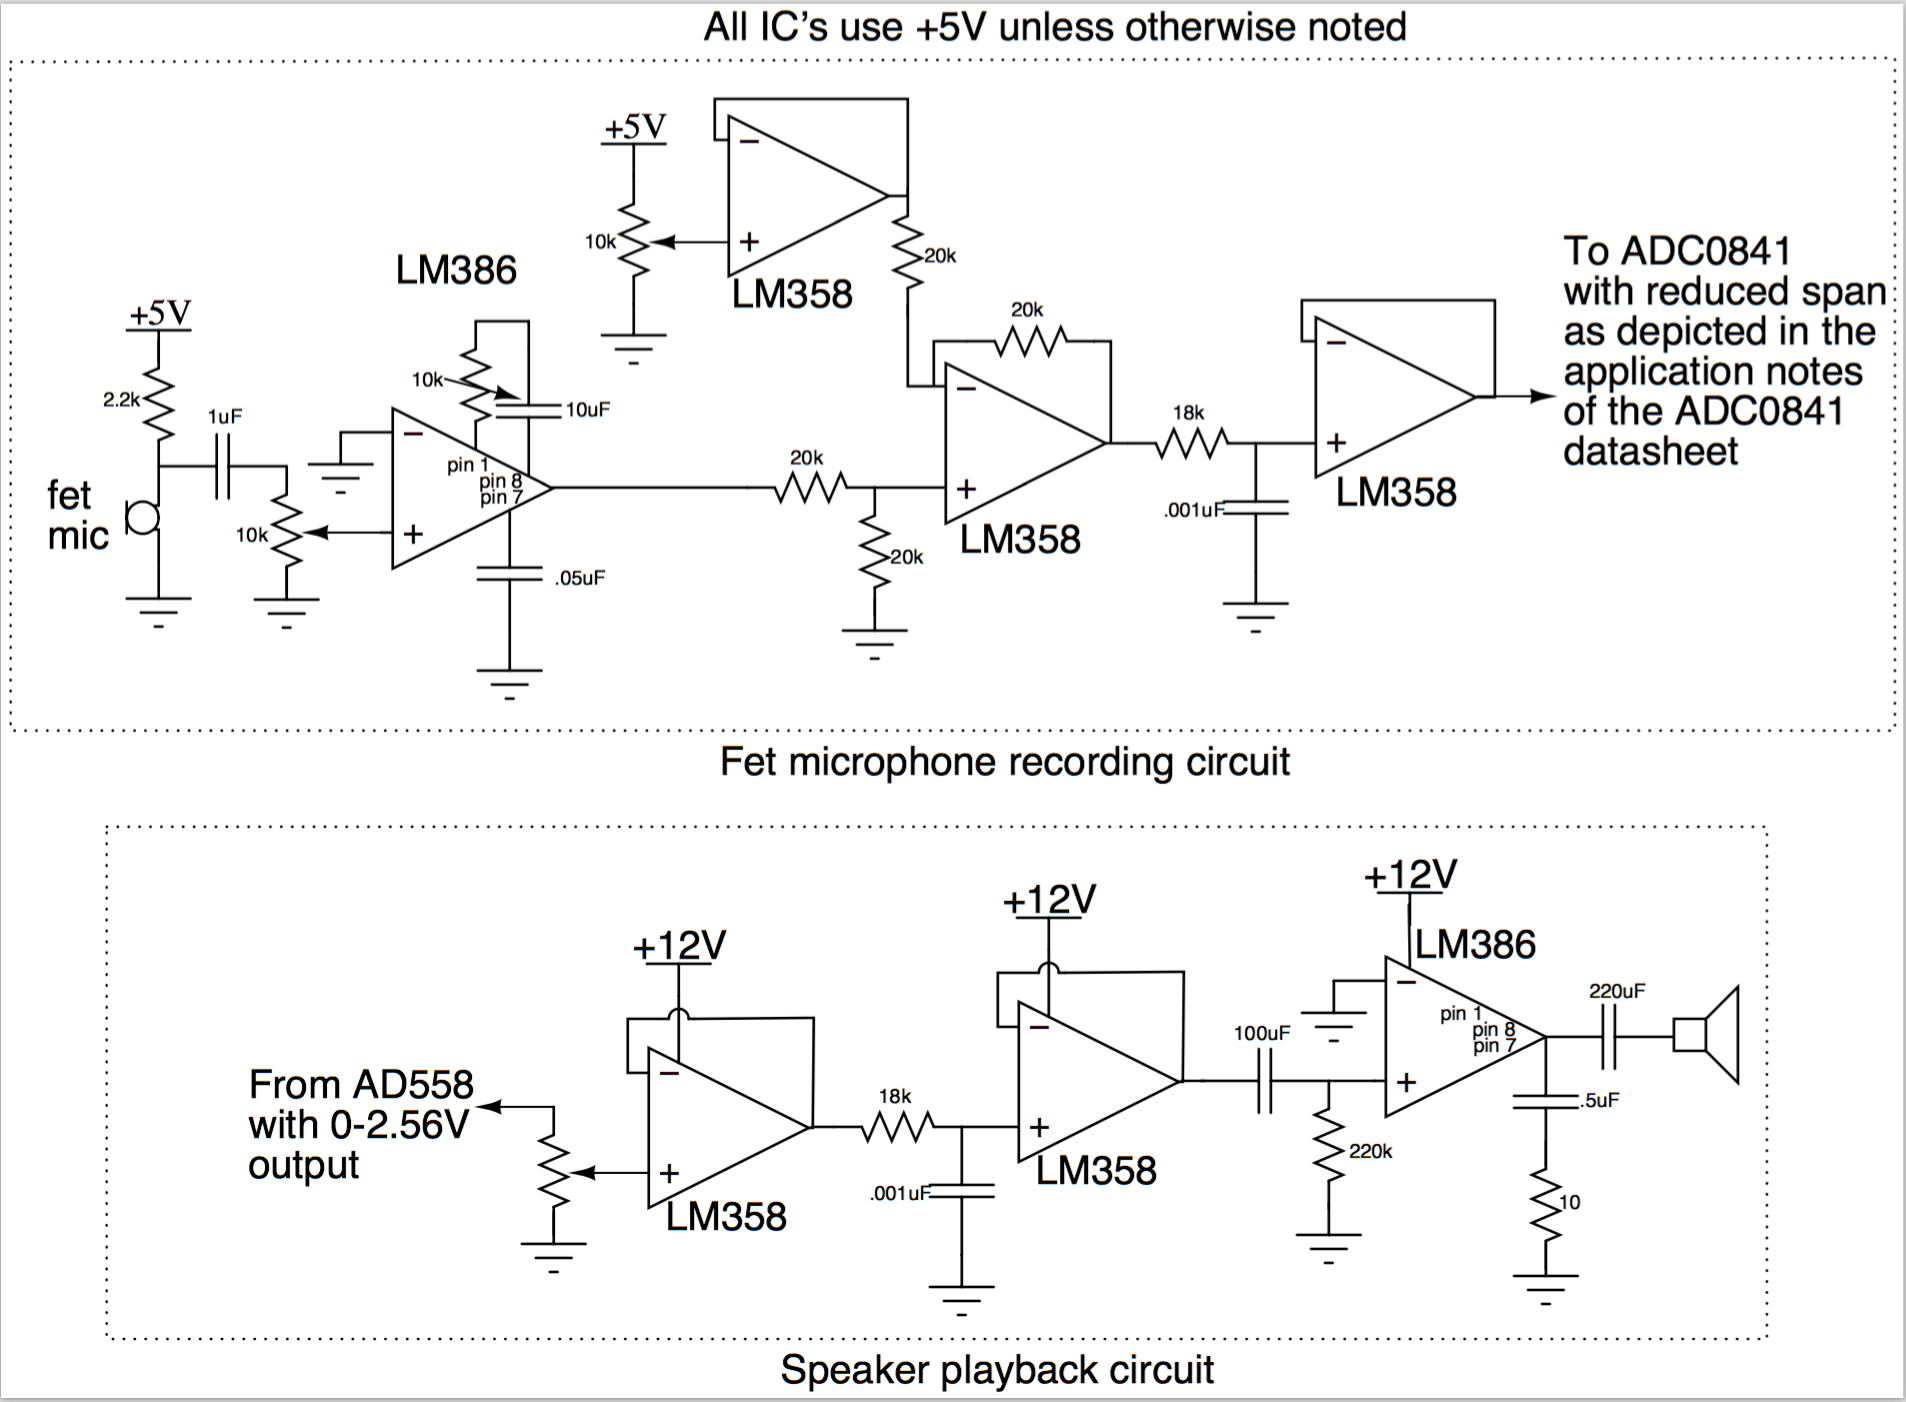 All IC’s use +5V unless otherwise noted
+5V
LM358
20k
LM386
+5V
10k
2.2k
1uF
10k
10uF
pin 1
pin 8
pin 7
fet
mic
10k
.05uF
20k
20k
20k
LM358
18k
.001uF
LM358
To ADC0841
with reduced span
as depicted in the
application notes
of the ADC0841
datasheet
Fet microphone recording circuit
+12V
From AD558
with 0-2.56V
output
LM358
18k
.001uF
+12V
LM358
100uF
220k
+12V
LM386
pin 1
pin 8
pin 7
220uF
.5uF
10
Speaker playback circuit